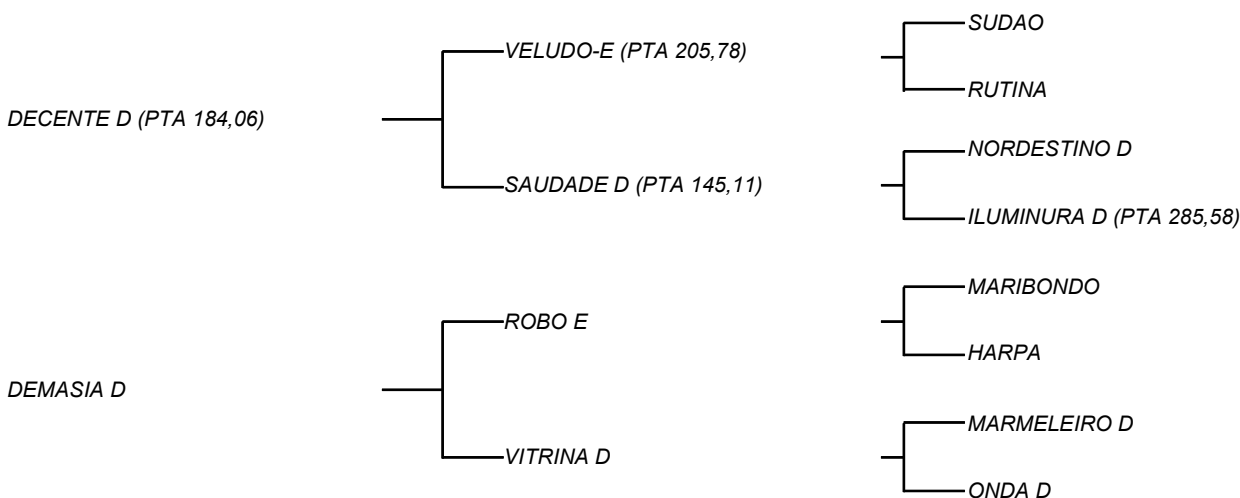 SUDAO
VELUDO-E (PTA 205,78)
RUTINA
DECENTE D (PTA 184,06)
NORDESTINO D
SAUDADE D (PTA 145,11)
ILUMINURA D (PTA 285,58)
MARIBONDO
ROBO E
HARPA
DEMASIA D
MARMELEIRO D
VITRINA D
ONDA D